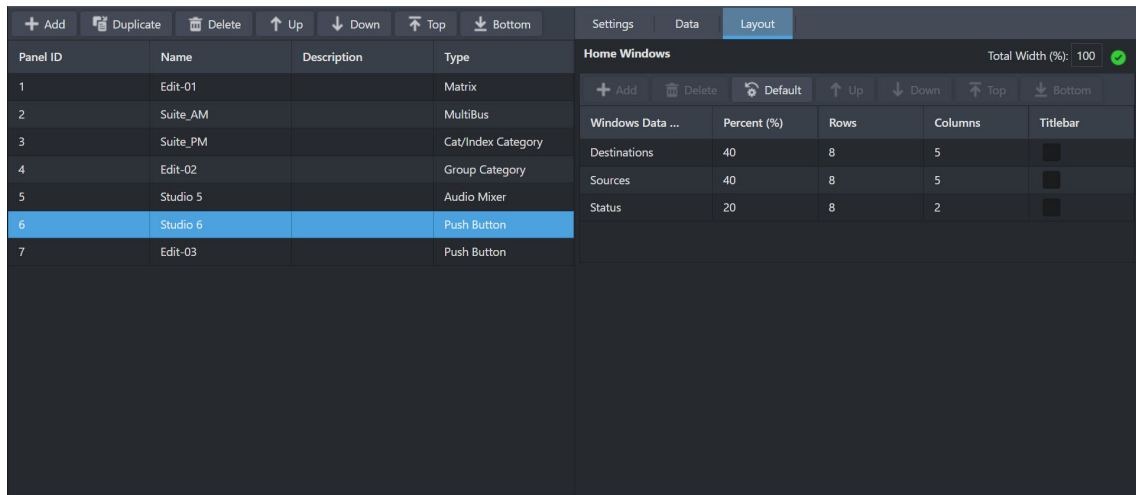 Add Duplicate Delete Up Down Top Bottom
Panel ID Name Description Type
1 Edit-01 Matrix
2 Suite_AM MultiBus
3 Suite_PM Cat/Index Category
4 Edit-02 Group Category
5 Studio 5 Audio Mixer
6 Studio 6 Push Button
7 Edit-03 Push Button
Settings Data Layout
Home Windows Total Width (%): 100
Add Delete Default Up Down Top Bottom
Windows Data ... Percent (%) Rows Columns Titlebar
Destinations 40 8 5
Sources 40 8 5
Status 20 8 2